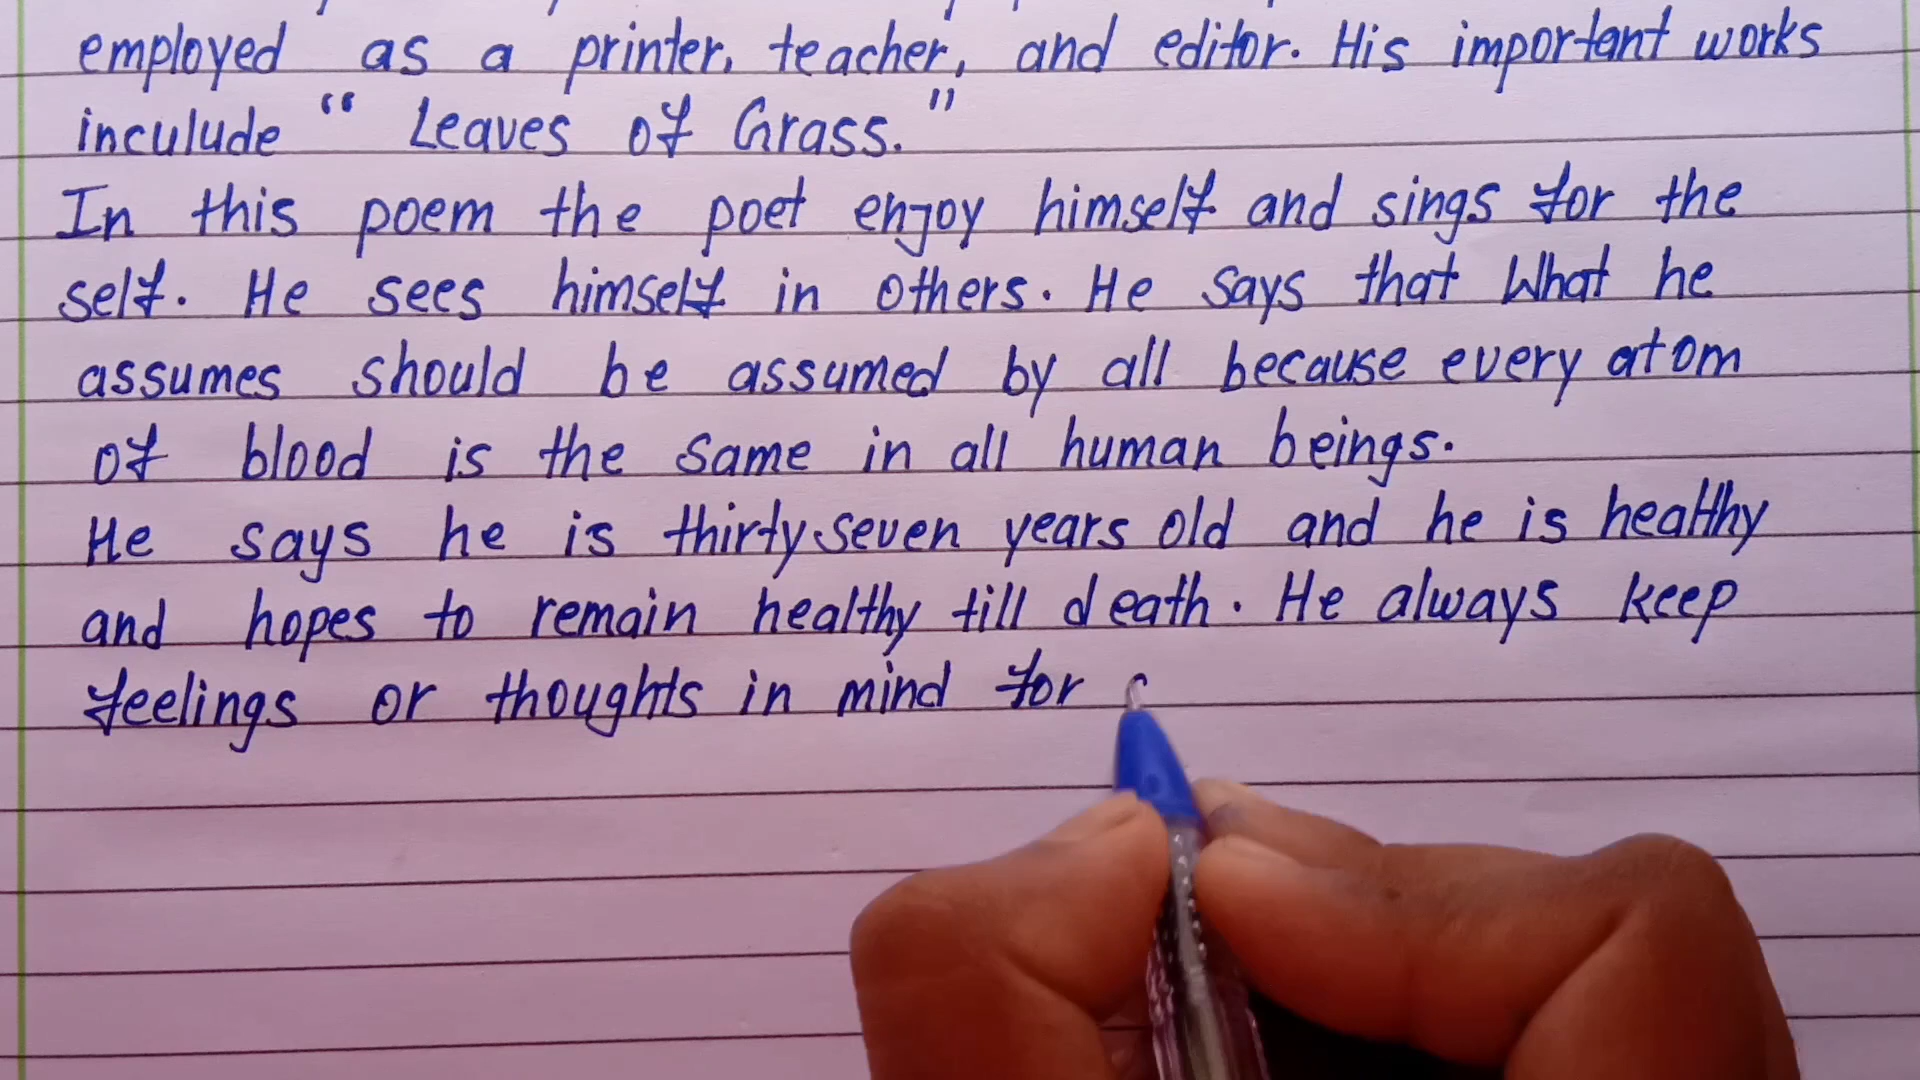 employed as a printer, teacher, and editor. His important works
inculude "Leaves of Grass."
In this poem the poet enjoy himself and sings for the
self. He sees himself in others. He says that What he
assumes should be assumed by all because every atom
of blood is the same in all human beings.
He says he is thirty-seven years old and he is healthy
and hopes to remain healthy till death. He always keep
feelings or thoughts in mind for